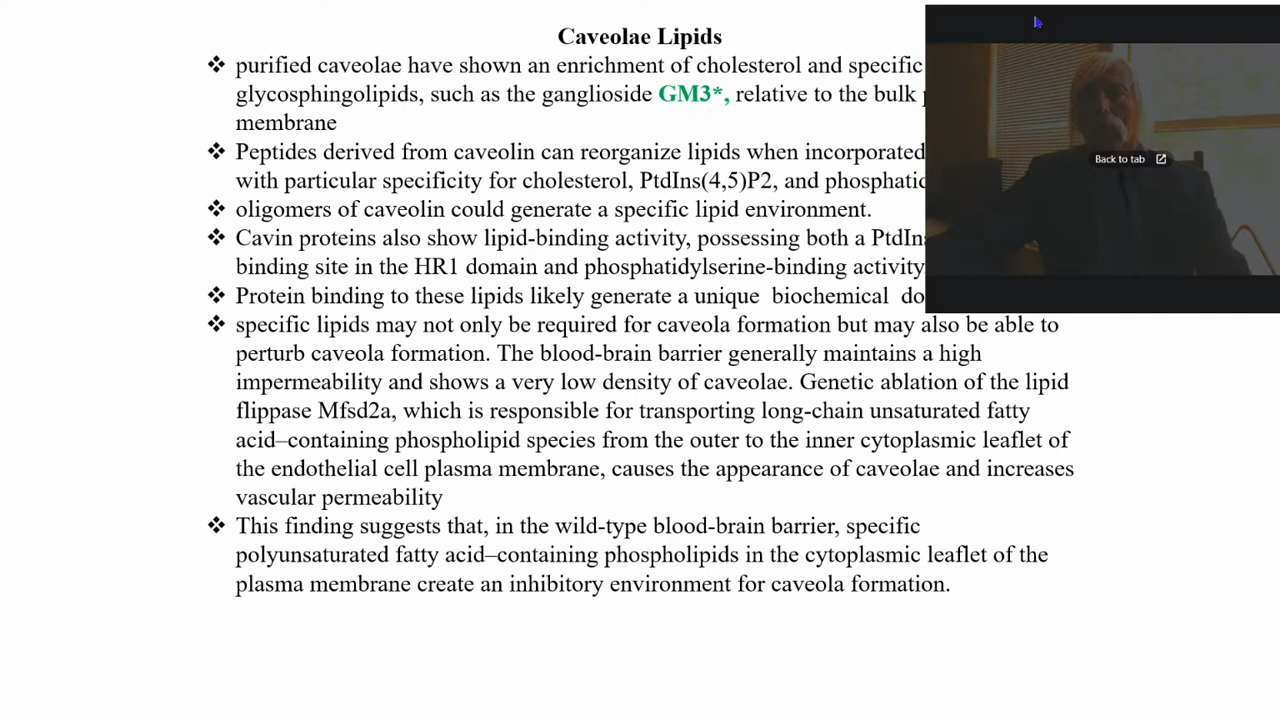 Caveolae Lipids
❖ purified caveolae have shown an enrichment of cholesterol and specific
glycosphingolipids, such as the ganglioside GM3*, relative to the bulk
membrane
❖ Peptides derived from caveolin can reorganize lipids when incorporated
with particular specificity for cholesterol, PtdIns(4,5)P2, and
❖ oligomers of caveolin could generate a specific lipid environment.
❖ Cavin proteins also show lipid-binding activity, possessing both a
binding site in the HR1 domain and phosphatidylserine-binding activity
❖ Protein binding to these lipids likely generate a unique biochemical
❖ specific lipids may not only be required for caveola formation but may also be able to
perturb caveola formation. The blood-brain barrier generally maintains a high
impermeability and shows a very low density of caveolae. Genetic ablation of the lipid
flippase Mfsd2a, which is responsible for transporting long-chain unsaturated fatty
acid–containing phospholipid species from the outer to the inner cytoplasmic leaflet of
the endothelial cell plasma membrane, causes the appearance of caveolae and increases
vascular permeability
❖ This finding suggests that, in the wild-type blood-brain barrier, specific
polyunsaturated fatty acid–containing phospholipids in the cytoplasmic leaflet of the
plasma membrane create an inhibitory environment for caveola formation.
Back to tab